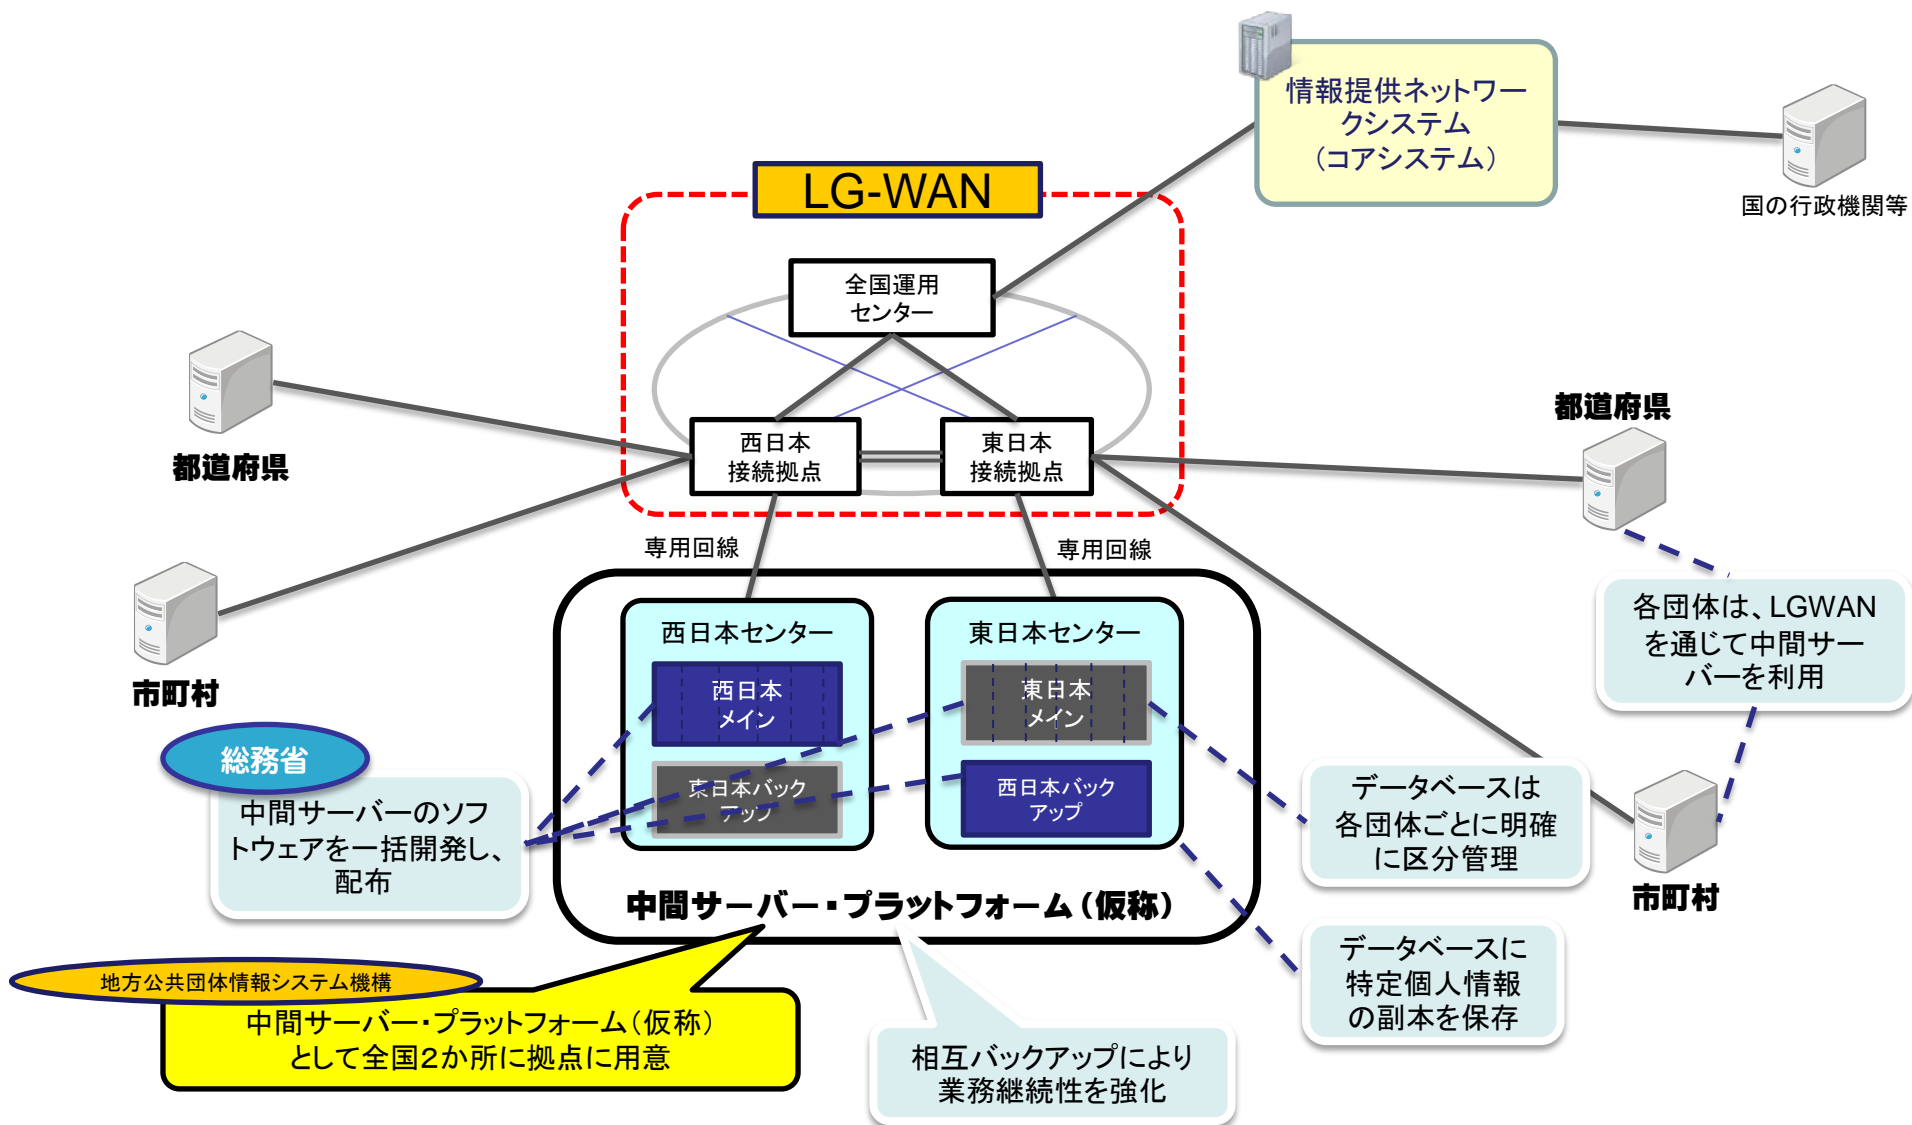 情報提供ネットワー
クシステム
（コアシステム）
国の行政機関等
LG-WAN
全国運用
センター
西日本
接続拠点
東日本
接続拠点
都道府県
市町村
都道府県
市町村
専用回線
専用回線
西日本センター
西日本
メイン
東日本バック
アップ
東日本センター
東日本
メイン
西日本バック
アップ
中間サーバー・プラットフォーム（仮称）
各団体は、LGWAN
を通じて中間サー
バーを利用
総務省
中間サーバーのソフ
トウェアを一括開発し、
配布
データベースは
各団体ごとに明確
に区分管理
データベースに
特定個人情報
の副本を保存
地方公共団体情報システム機構
中間サーバー・プラットフォーム（仮称）
として全国２か所に拠点に用意
相互バックアップにより
業務継続性を強化